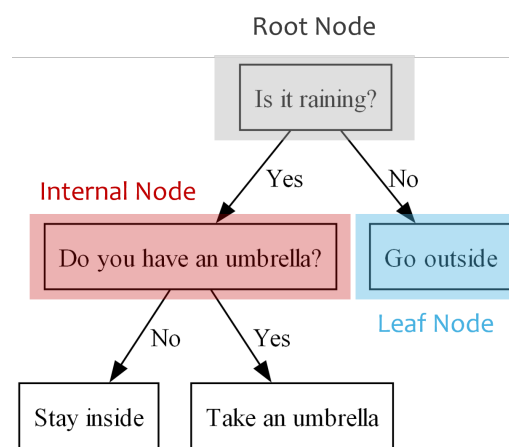 Root Node
Is it raining?
Yes
No
Internal Node
Do you have an umbrella?
Go outside
Leaf Node
No
Yes
Stay inside
Take an umbrella